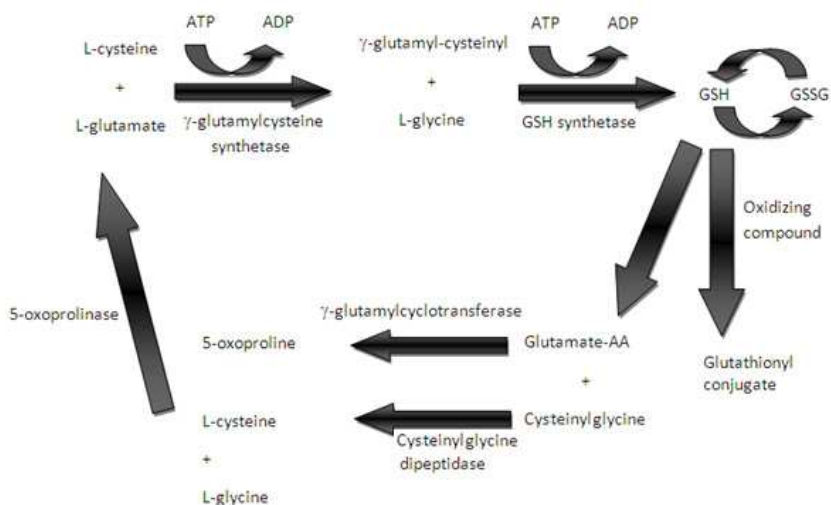 ATP ADP
L-cysteine
+
L-glutamate
γ-glutamylcysteine
synthetase
γ-glutamyl-cysteinyl
+
L-glycine
ATP ADP
GSH synthetase
GSH GSSG
Oxidizing
compound
Glutathionyl
conjugate
5-oxoprolinase
γ-glutamylcyclotransferase
5-oxoproline
Glutamate-AA
+
Cysteinylglycine
L-cysteine
+
L-glycine
Cysteinylglycine
dipeptidase